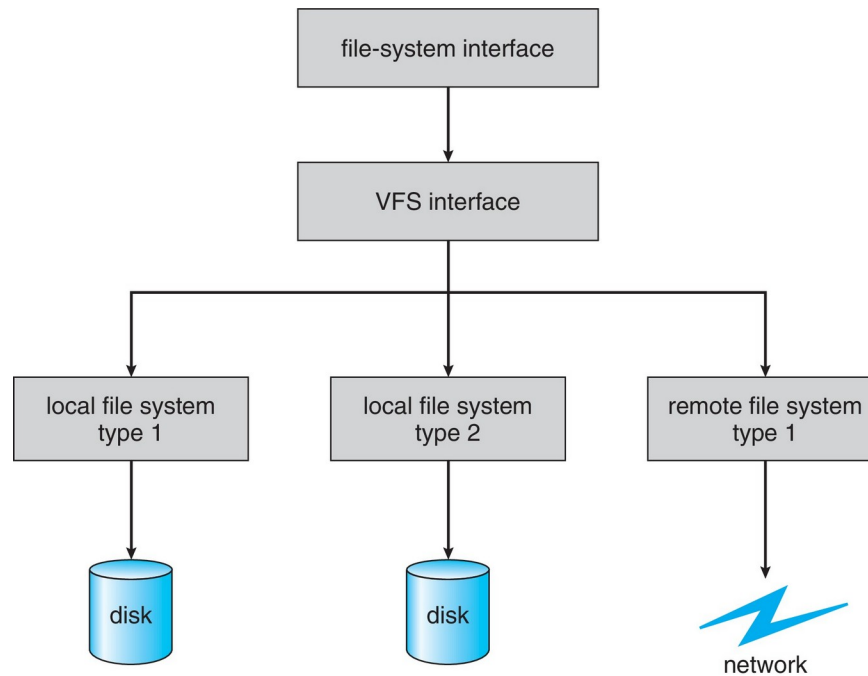 file-system interface
VFS interface
local file system
type 1
local file system
type 2
remote file system
type 1
disk
disk
network